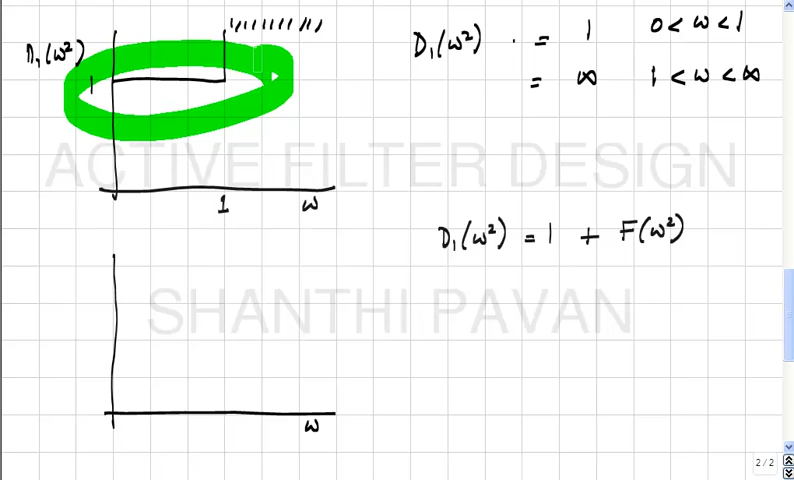 D₁(ω²) · = 1 0 < ω < 1
= ∞ 1 < ω < ∞
D₁(ω²)
1
1 ω
ACTIVE FILTER DESIGN
D₁(ω²) = 1 + F(ω²)
SHANTHI PAVAN
ω
2 / 2